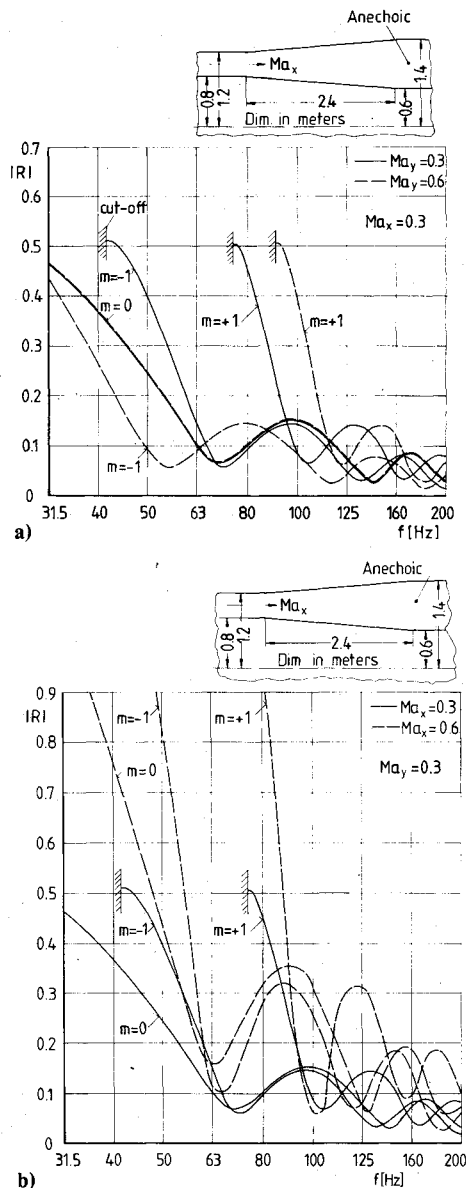 Anechoic
Ma_x
0.8
1.2
2.4
0.6
1.4
Dim. in meters
0.7
|R|
0.6
0.5
0.4
0.3
0.2
0.1
0
cut-off
m=-1
m=0
m=-1
m=+1
m=+1
Ma_y=0.3
Ma_y=0.6
Ma_x=0.3
31.5 40 50 63 80 100 125 160 200
f[Hz]
a)
Anechoic
Ma_x
0.8
1.2
2.4
0.6
1.4
Dim. in meters
0.9
|R|
0.8
0.7
0.6
0.5
0.4
0.3
0.2
0.1
0
m=-1
m=0
m=+1
m=-1
m=0
m=+1
Ma_x=0.3
Ma_x=0.6
Ma_y=0.3
31.5 40 50 63 80 100 125 160 200
f[Hz]
b)